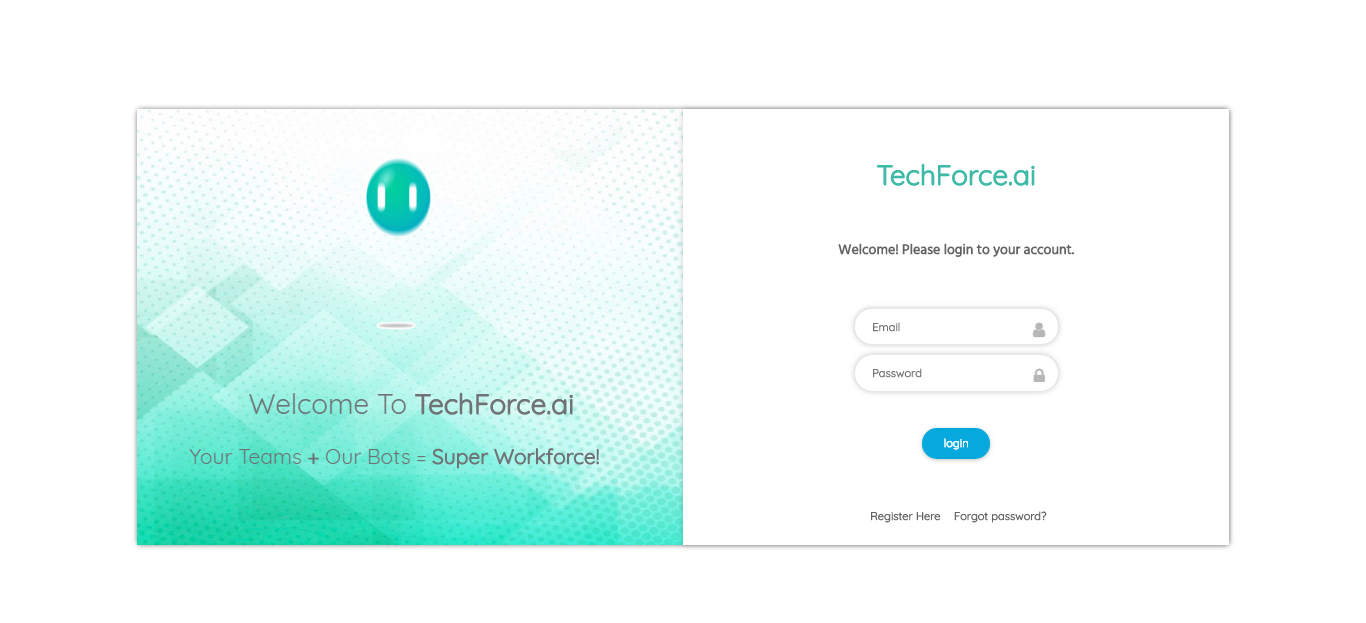 Welcome To TechForce.ai
Your Teams + Our Bots = Super Workforce!
TechForce.ai
Welcome! Please login to your account.
Email
Password
login
Register Here Forgot password?